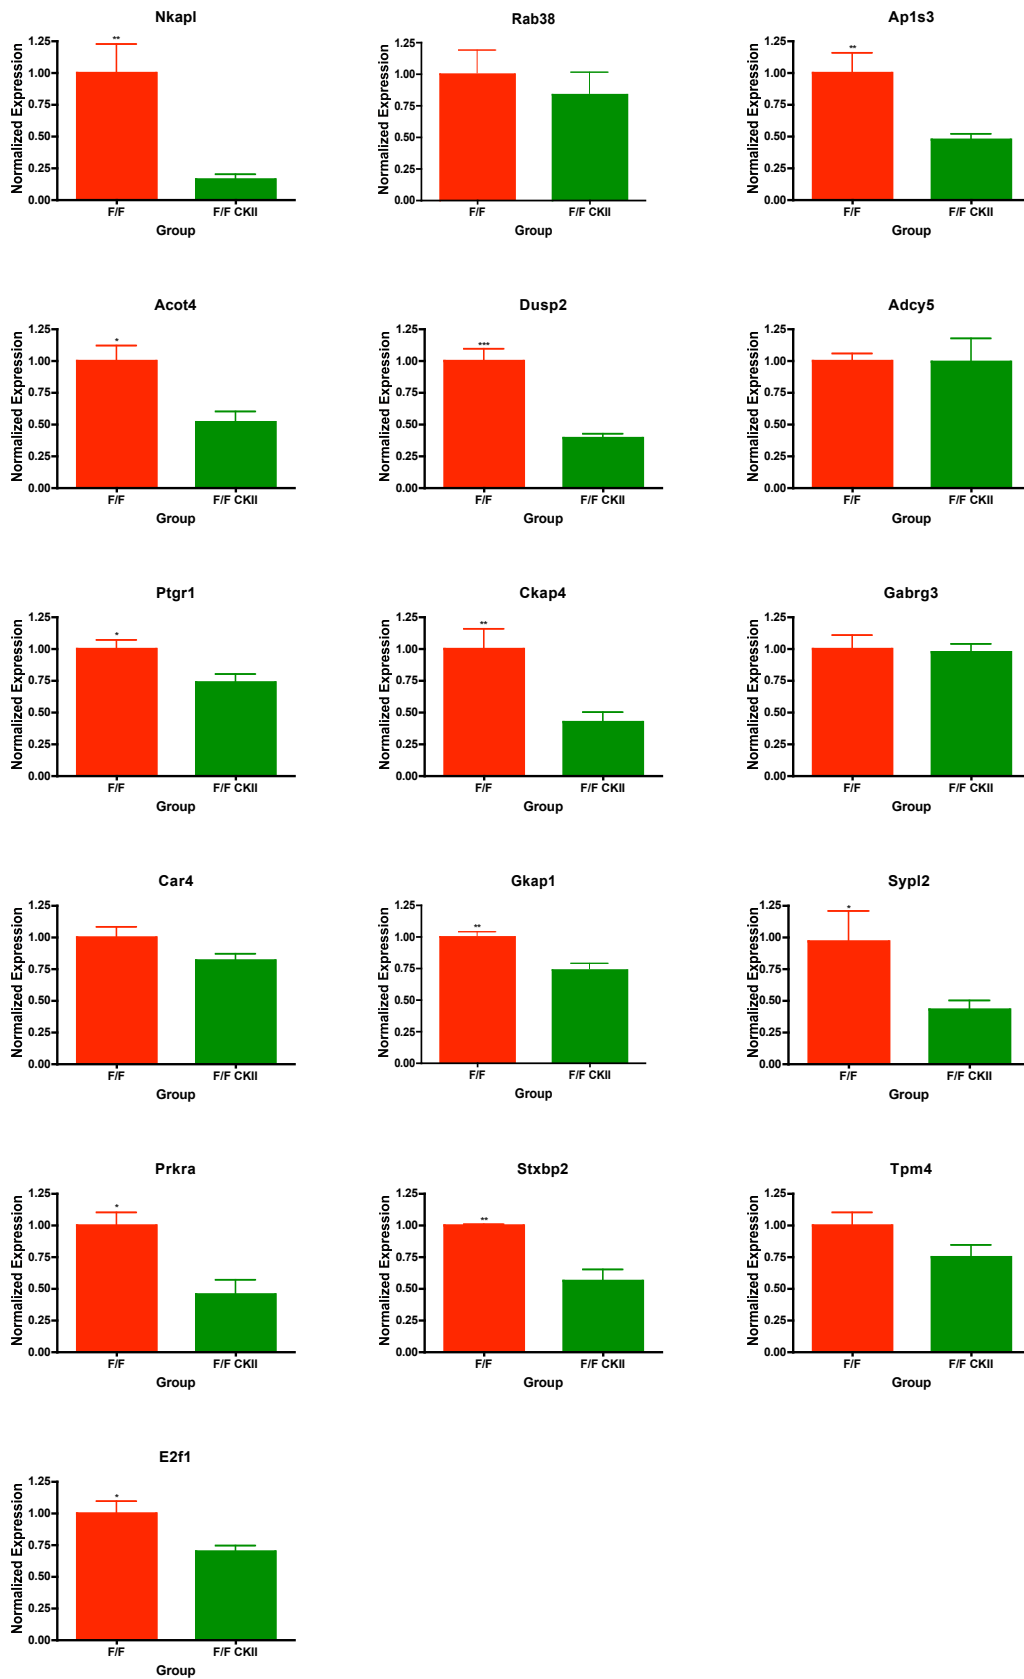 Nkapl
Normalized Expression
1.25
**
1.00
0.75
0.50
0.25
0.00
F/F
F/F CKII
Group
Rab38
Normalized Expression
1.25
1.00
0.75
0.50
0.25
0.00
F/F
F/F CKII
Group
Ap1s3
Normalized Expression
1.25
**
1.00
0.75
0.50
0.25
0.00
F/F
F/F CKII
Group
Acot4
Normalized Expression
1.25
*
1.00
0.75
0.50
0.25
0.00
F/F
F/F CKII
Group
Dusp2
Normalized Expression
1.25
***
1.00
0.75
0.50
0.25
0.00
F/F
F/F CKII
Group
Adcy5
Normalized Expression
1.25
1.00
0.75
0.50
0.25
0.00
F/F
F/F CKII
Group
Ptgr1
Normalized Expression
1.25
*
1.00
0.75
0.50
0.25
0.00
F/F
F/F CKII
Group
Ckap4
Normalized Expression
1.25
**
1.00
0.75
0.50
0.25
0.00
F/F
F/F CKII
Group
Gabrg3
Normalized Expression
1.25
1.00
0.75
0.50
0.25
0.00
F/F
F/F CKII
Group
Car4
Normalized Expression
1.25
1.00
0.75
0.50
0.25
0.00
F/F
F/F CKII
Group
Gkap1
Normalized Expression
1.25
**
1.00
0.75
0.50
0.25
0.00
F/F
F/F CKII
Group
Sypl2
Normalized Expression
1.25
*
1.00
0.75
0.50
0.25
0.00
F/F
F/F CKII
Group
Prkra
Normalized Expression
1.25
*
1.00
0.75
0.50
0.25
0.00
F/F
F/F CKII
Group
Stxbp2
Normalized Expression
1.25
**
1.00
0.75
0.50
0.25
0.00
F/F
F/F CKII
Group
Tpm4
Normalized Expression
1.25
1.00
0.75
0.50
0.25
0.00
F/F
F/F CKII
Group
E2f1
Normalized Expression
1.25
*
1.00
0.75
0.50
0.25
0.00
F/F
F/F CKII
Group